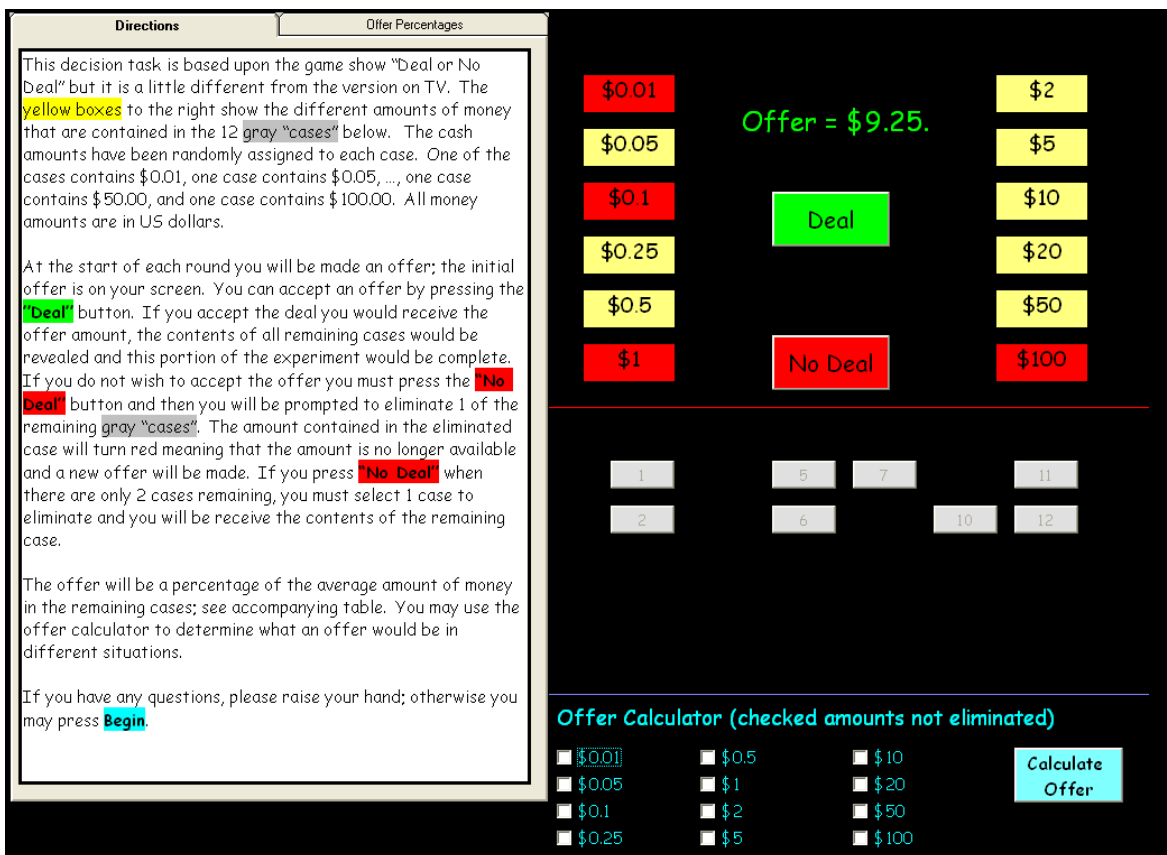 Directions
Offer Percentages
This decision task is based upon the game show "Deal or No
Deal" but it is a little different from the version on TV. The
yellow boxes to the right show the different amounts of money
that are contained in the 12 gray "cases" below. The cash
amounts have been randomly assigned to each case. One of the
cases contains $0.01, one case contains $0.05, ..., one case
contains $50.00, and one case contains $100.00. All money
amounts are in US dollars.
At the start of each round you will be made an offer; the initial
offer is on your screen. You can accept an offer by pressing the
"Deal" button. If you accept the deal you would receive the
offer amount, the contents of all remaining cases would be
revealed and this portion of the experiment would be complete.
If you do not wish to accept the offer you must press the "No
Deal" button and then you will be prompted to eliminate 1 of the
remaining gray "cases". The amount contained in the eliminated
case will turn red meaning that the amount is no longer available
and a new offer will be made. If you press "No Deal" when
there are only 2 cases remaining, you must select 1 case to
eliminate and you will be receive the contents of the remaining
case.
The offer will be a percentage of the average amount of money
in the remaining cases; see accompanying table. You may use the
offer calculator to determine what an offer would be in
different situations.
If you have any questions, please raise your hand; otherwise you
may press Begin.
$0.01
$0.05
$0.1
$0.25
$0.5
$1
Offer = $9.25.
Deal
No Deal
$2
$5
$10
$20
$50
$100
1 5 7 11
2 6 10 12
Offer Calculator (checked amounts not eliminated)
$0.01 $0.5 $10
$0.05 $1 $20
$0.1 $2 $50
$0.25 $5 $100
Calculate
Offer